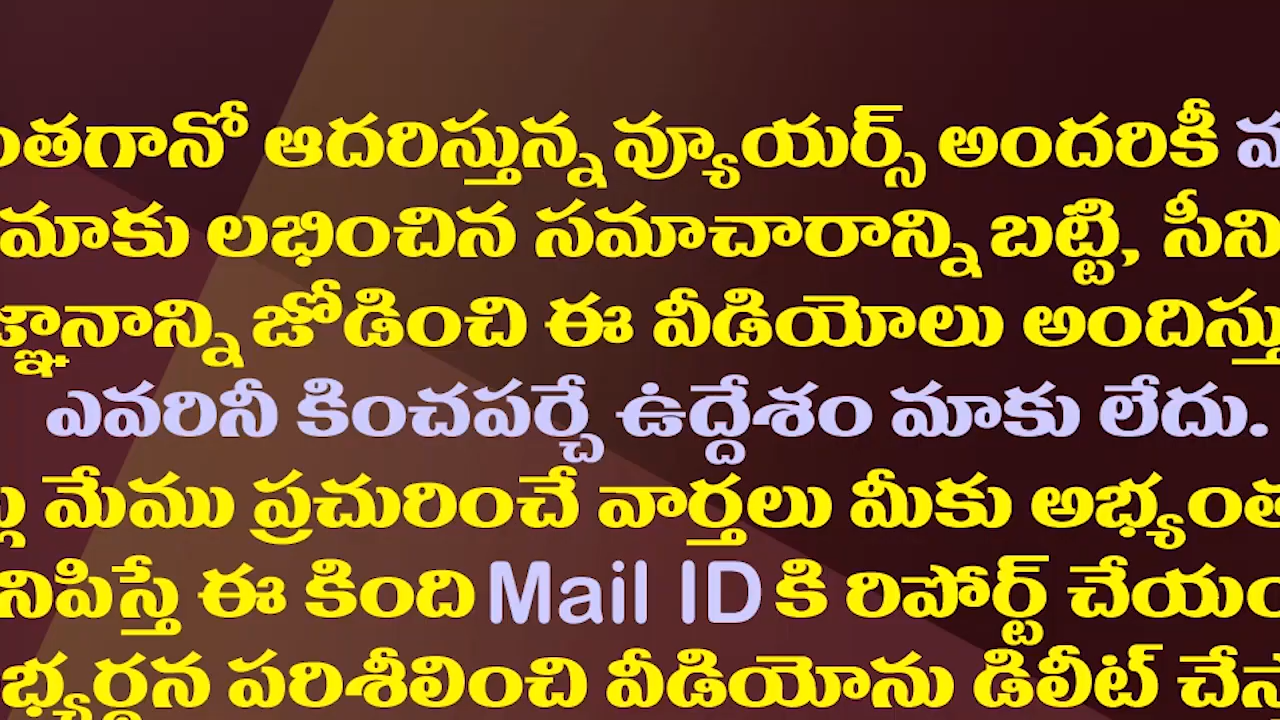 ఆదరిస్తున్న వ్యూయర్స్ అందరికీ
మాకు లభించిన సమాచారాన్ని బట్టి,
జోడించి ఈ వీడియోలు
ఎవరినీ కించపర్చే ఉద్దేశం మాకు లేదు.
మేము ప్రచురించే వార్తలు మీకు
ఈ కింది Mail ID కి రిపోర్ట్
పరిశీలించి వీడియోను డిలీట్